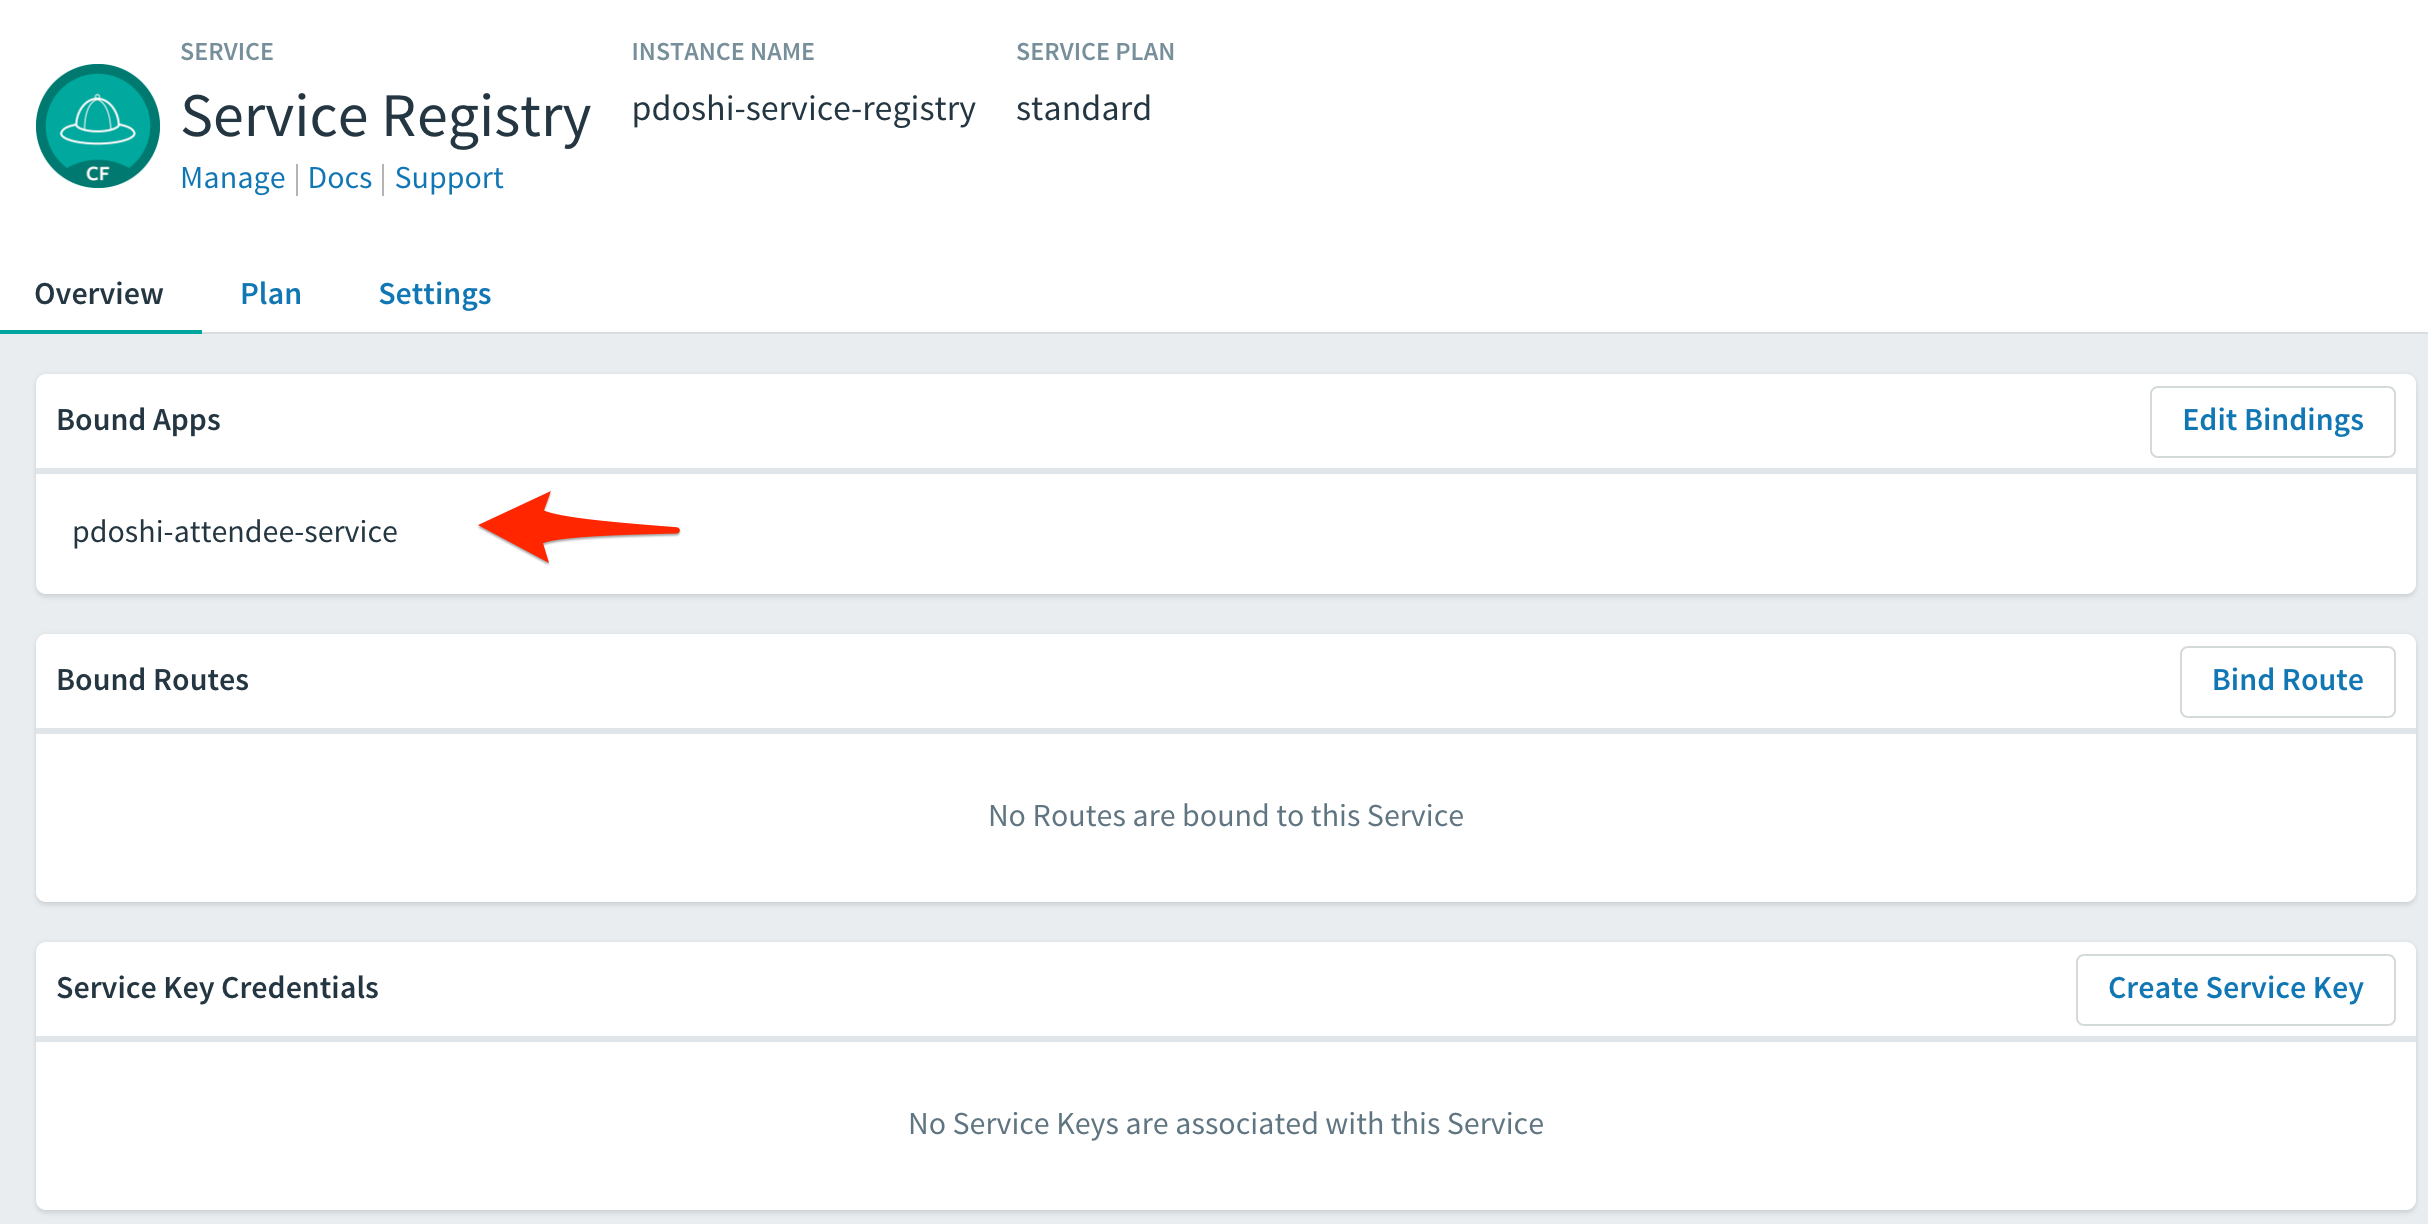 SERVICE
INSTANCE NAME
SERVICE PLAN
Service Registry
pdoshi-service-registry
standard
CF
Manage | Docs | Support
Overview
Plan
Settings
Bound Apps
Edit Bindings
pdoshi-attendee-service
Bound Routes
Bind Route
No Routes are bound to this Service
Service Key Credentials
Create Service Key
No Service Keys are associated with this Service